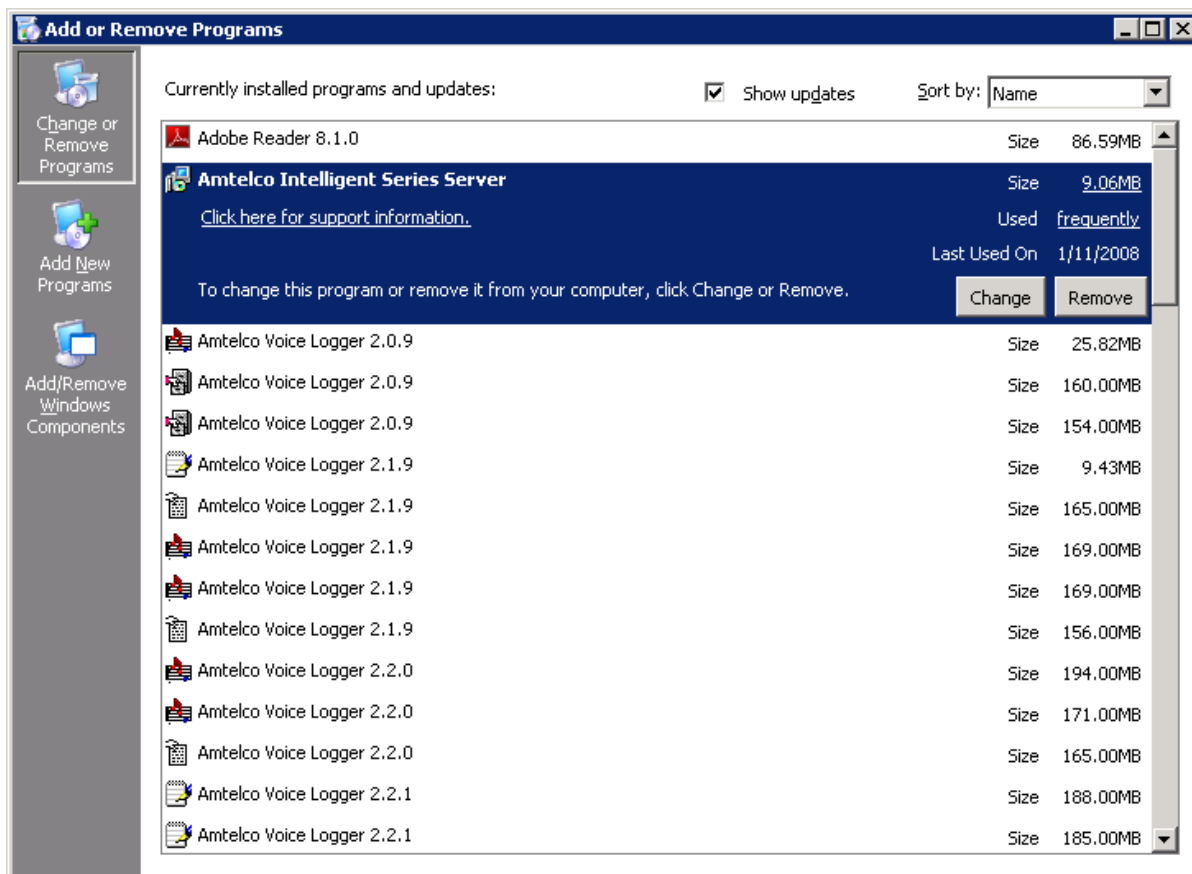 Add or Remove Programs
Change or
Remove
Programs
Add New
Programs
Add/Remove
Windows
Components
Currently installed programs and updates:
Show updates
Sort by: Name
Adobe Reader 8.1.0 Size 86.59MB
Amtelco Intelligent Series Server Size 9.06MB
Click here for support information. Used frequently
Last Used On 1/11/2008
To change this program or remove it from your computer, click Change or Remove. Change Remove
Amtelco Voice Logger 2.0.9 Size 25.82MB
Amtelco Voice Logger 2.0.9 Size 160.00MB
Amtelco Voice Logger 2.0.9 Size 154.00MB
Amtelco Voice Logger 2.1.9 Size 9.43MB
Amtelco Voice Logger 2.1.9 Size 165.00MB
Amtelco Voice Logger 2.1.9 Size 169.00MB
Amtelco Voice Logger 2.1.9 Size 169.00MB
Amtelco Voice Logger 2.1.9 Size 156.00MB
Amtelco Voice Logger 2.2.0 Size 194.00MB
Amtelco Voice Logger 2.2.0 Size 171.00MB
Amtelco Voice Logger 2.2.0 Size 165.00MB
Amtelco Voice Logger 2.2.1 Size 188.00MB
Amtelco Voice Logger 2.2.1 Size 185.00MB